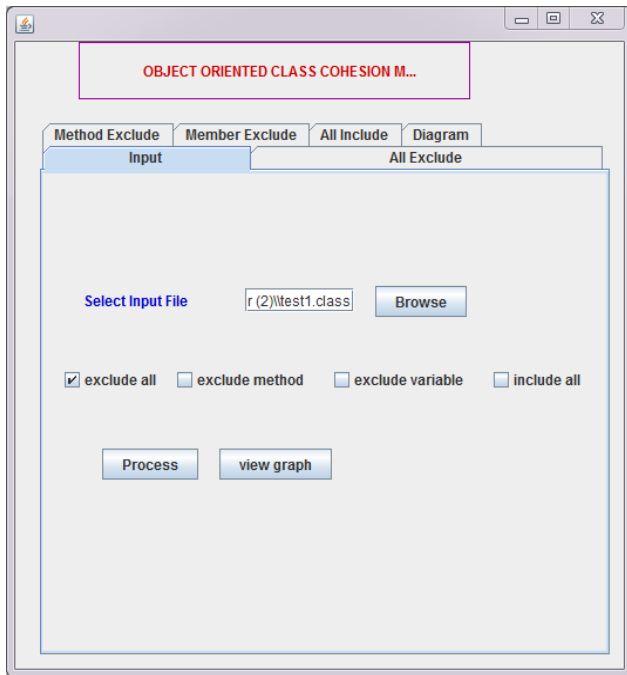 OBJECT ORIENTED CLASS COHESION M...
Method Exclude Member Exclude All Include Diagram
Input All Exclude
Select Input File r (2)\\test1.class Browse
exclude all exclude method exclude variable include all
Process view graph